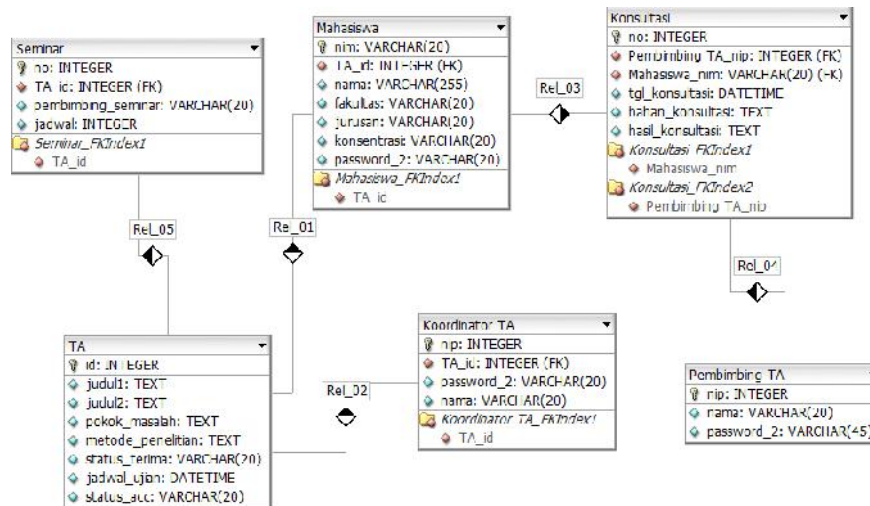 Seminar
no: INTEGER
TA_id: INTEGER (FK)
pembimbing_seminar: VARCHAR(20)
jadwal: INTEGER
Seminar_FKIndex1
TA_id
Mahasiswa
nim: VARCHAR(20)
TA_id: INTEGER (FK)
nama: VARCHAR(255)
fakultas: VARCHAR(20)
jurusan: VARCHAR(20)
konsentrasi: VARCHAR(20)
password_2: VARCHAR(20)
Mahasiswa_FKIndex1
TA_id
Rel_03
Konsultasi
no: INTEGER
Pembimbing TA_nip: INTEGER (FK)
Mahasiswa_nim: VARCHAR(20) (FK)
tgl_konsultasi: DATETIME
bahan_konsultasi: TEXT
hasil_konsultasi: TEXT
Konsultasi_FKIndex1
Mahasiswa_nim
Konsultasi_FKIndex2
Pembimbing TA_nip
Rel_05
Rel_01
Rel_04
TA
id: INTEGER
judul1: TEXT
judul2: TEXT
pokok_masalah: TEXT
metode_penelitian: TEXT
status_terima: VARCHAR(20)
jadwal_ujian: DATETIME
status_acc: VARCHAR(20)
Rel_02
Koordinator TA
nip: INTEGER
TA_id: INTEGER (FK)
password_2: VARCHAR(20)
nama: VARCHAR(20)
Koordinator TA_FKIndex1
TA_id
Pembimbing TA
nip: INTEGER
nama: VARCHAR(20)
password_2: VARCHAR(45)